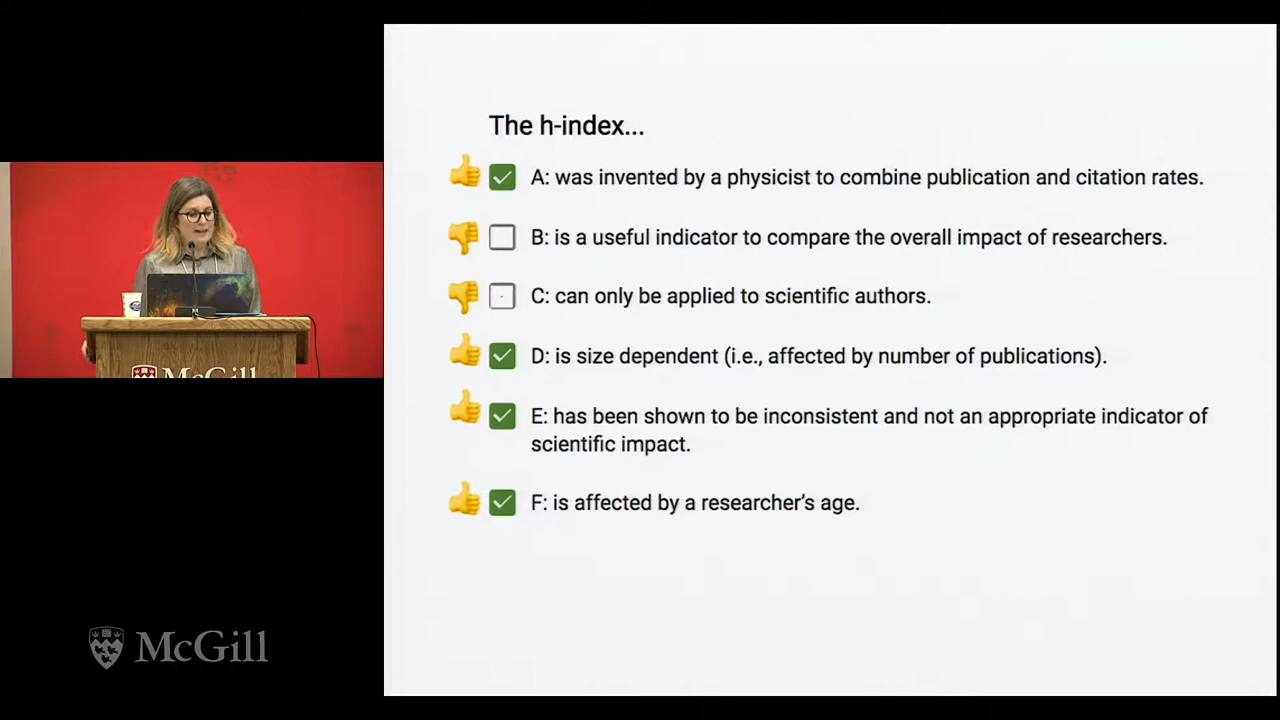 The h-index...
A: was invented by a physicist to combine publication and citation rates.
B: is a useful indicator to compare the overall impact of researchers.
C: can only be applied to scientific authors.
D: is size dependent (i.e., affected by number of publications).
E: has been shown to be inconsistent and not an appropriate indicator of
scientific impact.
F: is affected by a researcher’s age.
McGill
McGill